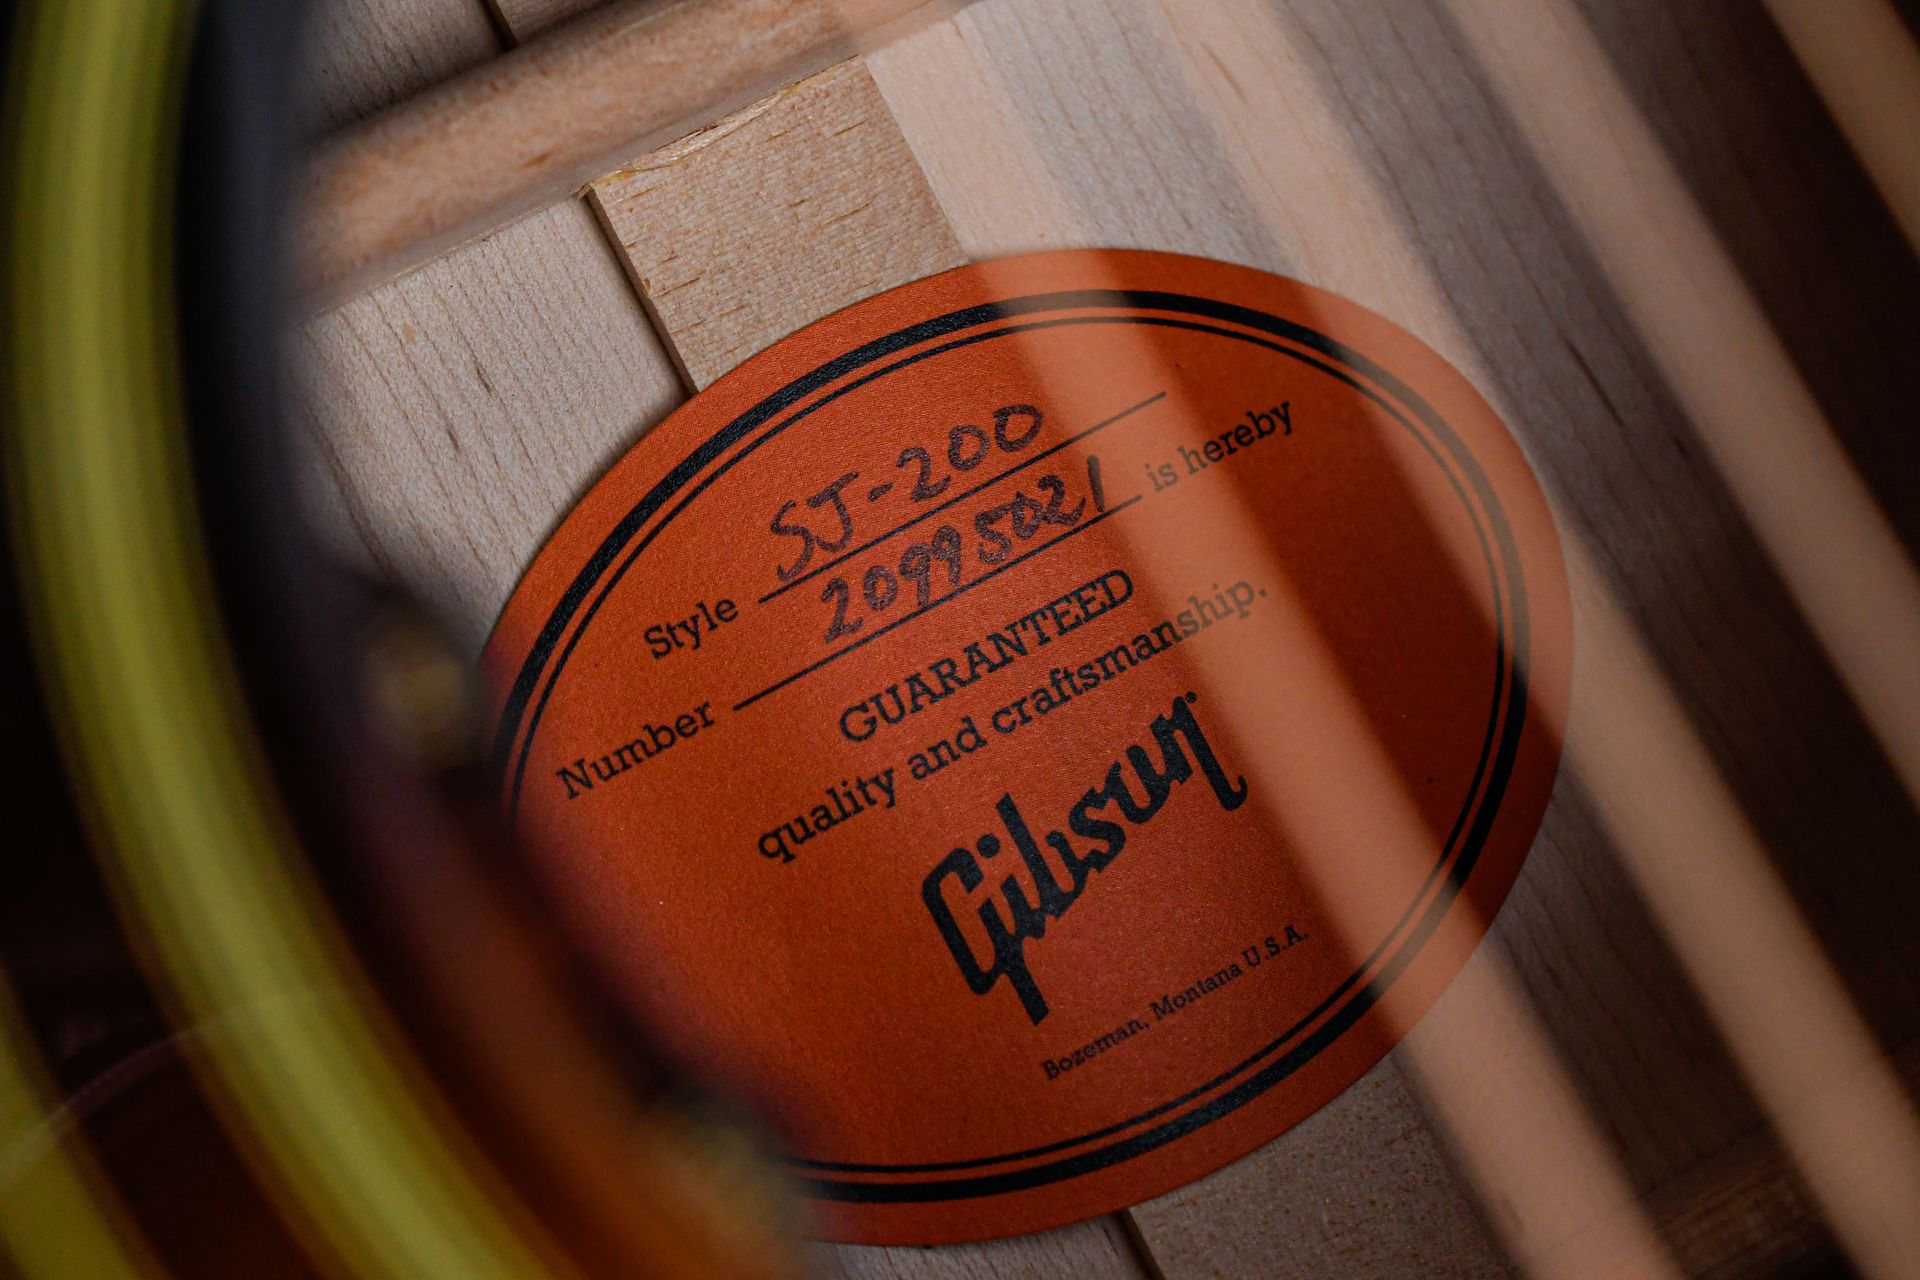 Style SJ-200
Number 20995021 is hereby
GUARANTEED
quality and craftsmanship.
Gibson
Bozeman, Montana U.S.A.